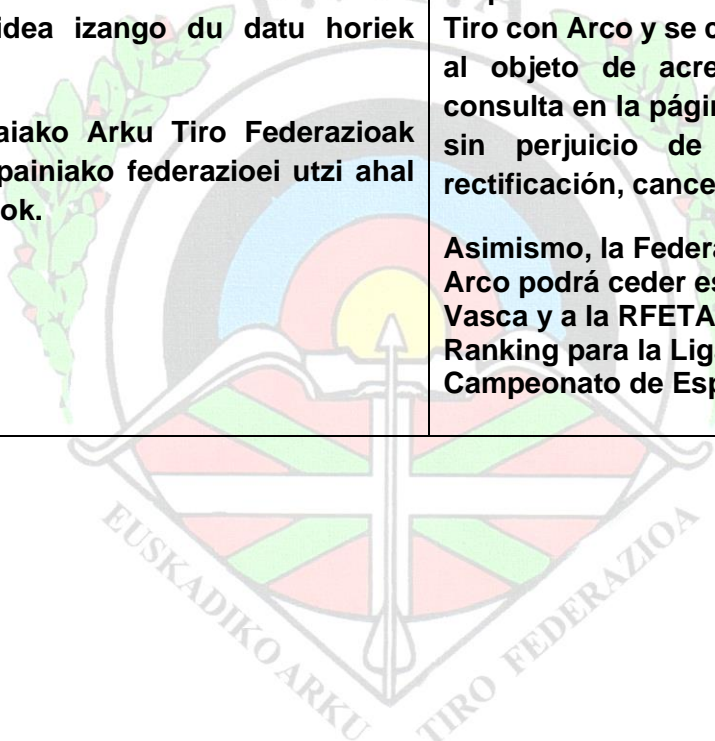 idea izango du datu horiek
aiako Arku Tiro Federazioak
painiako federazioei utzi ahal
ok.
Tiro con Arco y se c
al objeto de acre
consulta en la págin
sin perjuicio de
rectificación, cance
Asimismo, la Federa
Arco podrá ceder es
Vasca y a la RFETA
Ranking para la Lig
Campeonato de Esp
EUSKADIKO ARKU TIRO FEDERAZIOA